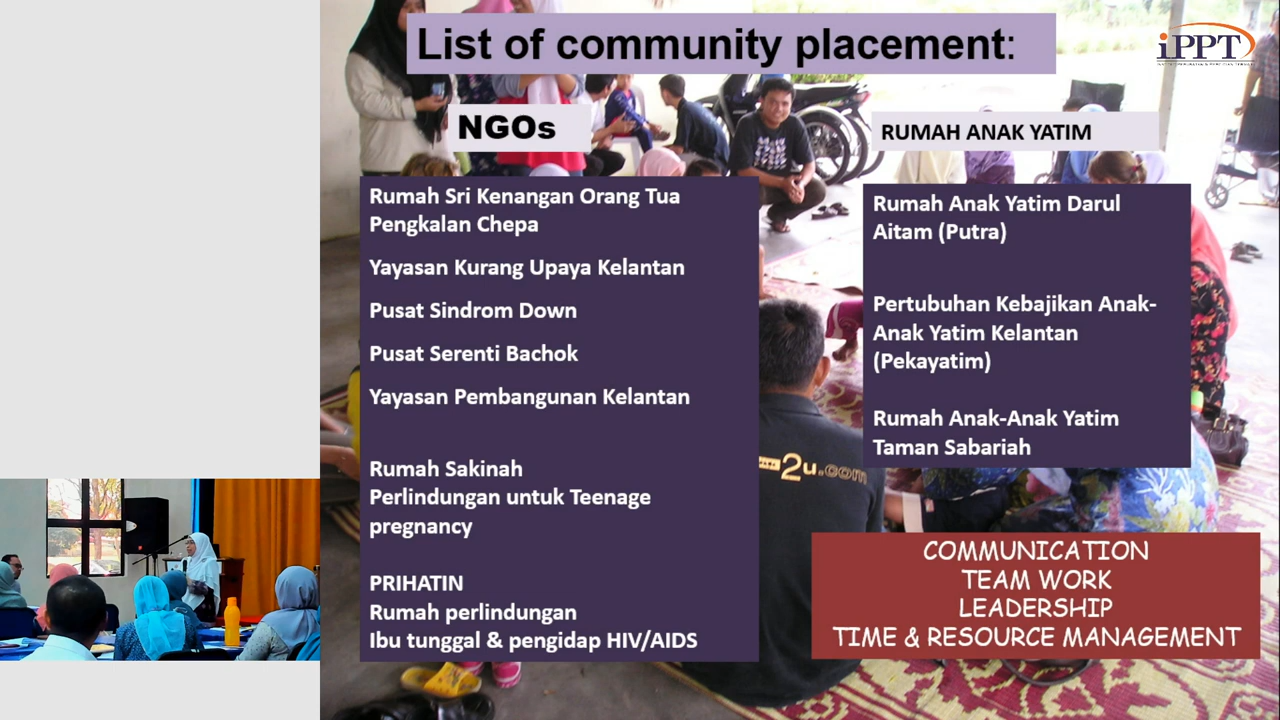 List of community placement:
iPPT
NGOs
RUMAH ANAK YATIM
Rumah Sri Kenangan Orang Tua
Pengkalan Chepa
Yayasan Kurang Upaya Kelantan
Pusat Sindrom Down
Pusat Serenti Bachok
Yayasan Pembangunan Kelantan
Rumah Sakinah
Perlindungan untuk Teenage
pregnancy
PRIHATIN
Rumah perlindungan
Ibu tunggal & pengidap HIV/AIDS
Rumah Anak Yatim Darul
Aitam (Putra)
Pertubuhan Kebajikan Anak-
Anak Yatim Kelantan
(Pekayatim)
Rumah Anak-Anak Yatim
Taman Sabariah
2u.com
COMMUNICATION
TEAM WORK
LEADERSHIP
TIME & RESOURCE MANAGEMENT